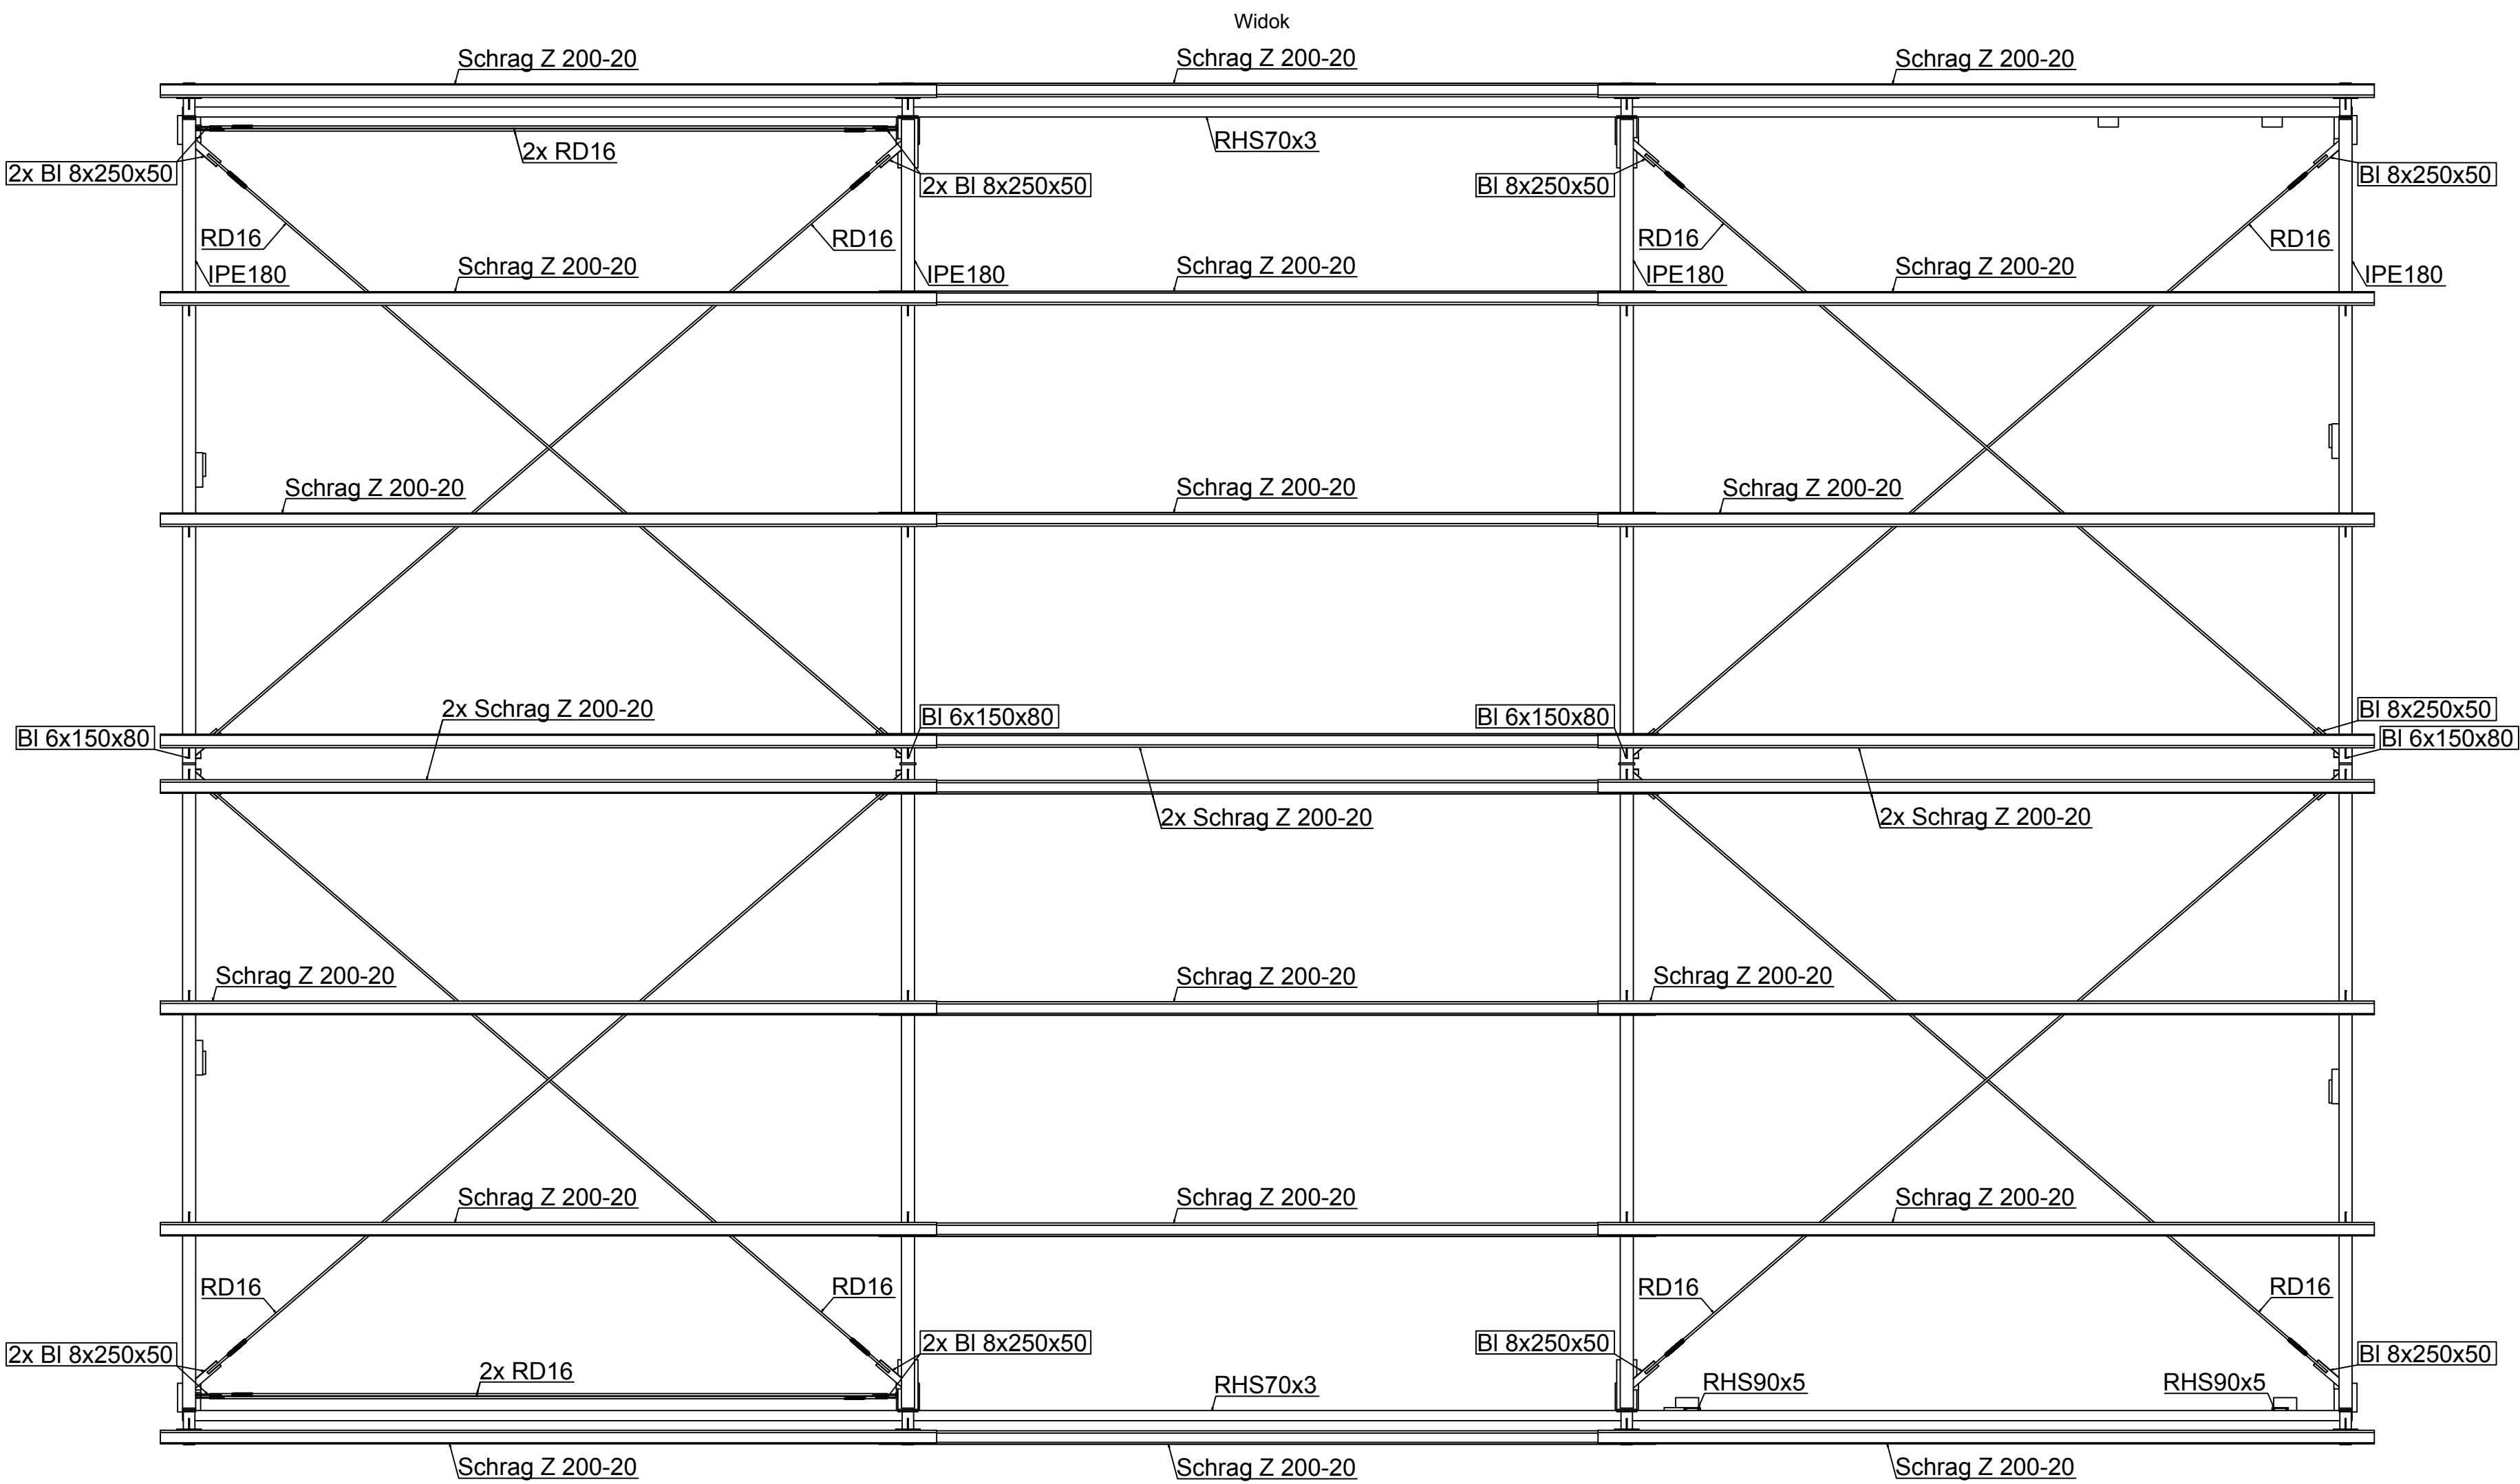 Widok
Schrag Z 200-20
Schrag Z 200-20
Schrag Z 200-20
RHS70x3
2x RD16
2x Bl 8x250x50
2x Bl 8x250x50
Bl 8x250x50
Bl 8x250x50
RD16
RD16
RD16
RD16
Schrag Z 200-20
Schrag Z 200-20
Schrag Z 200-20
IPE180
IPE180
IPE180
IPE180
Schrag Z 200-20
Schrag Z 200-20
Schrag Z 200-20
2x Schrag Z 200-20
Bl 6x150x80
Bl 6x150x80
Bl 8x250x50
Bl 6x150x80
Bl 6x150x80
2x Schrag Z 200-20
2x Schrag Z 200-20
Schrag Z 200-20
Schrag Z 200-20
Schrag Z 200-20
Schrag Z 200-20
Schrag Z 200-20
Schrag Z 200-20
RD16
RD16
RD16
RD16
2x Bl 8x250x50
2x Bl 8x250x50
Bl 8x250x50
Bl 8x250x50
2x RD16
RHS70x3
RHS90x5
RHS90x5
Schrag Z 200-20
Schrag Z 200-20
Schrag Z 200-20